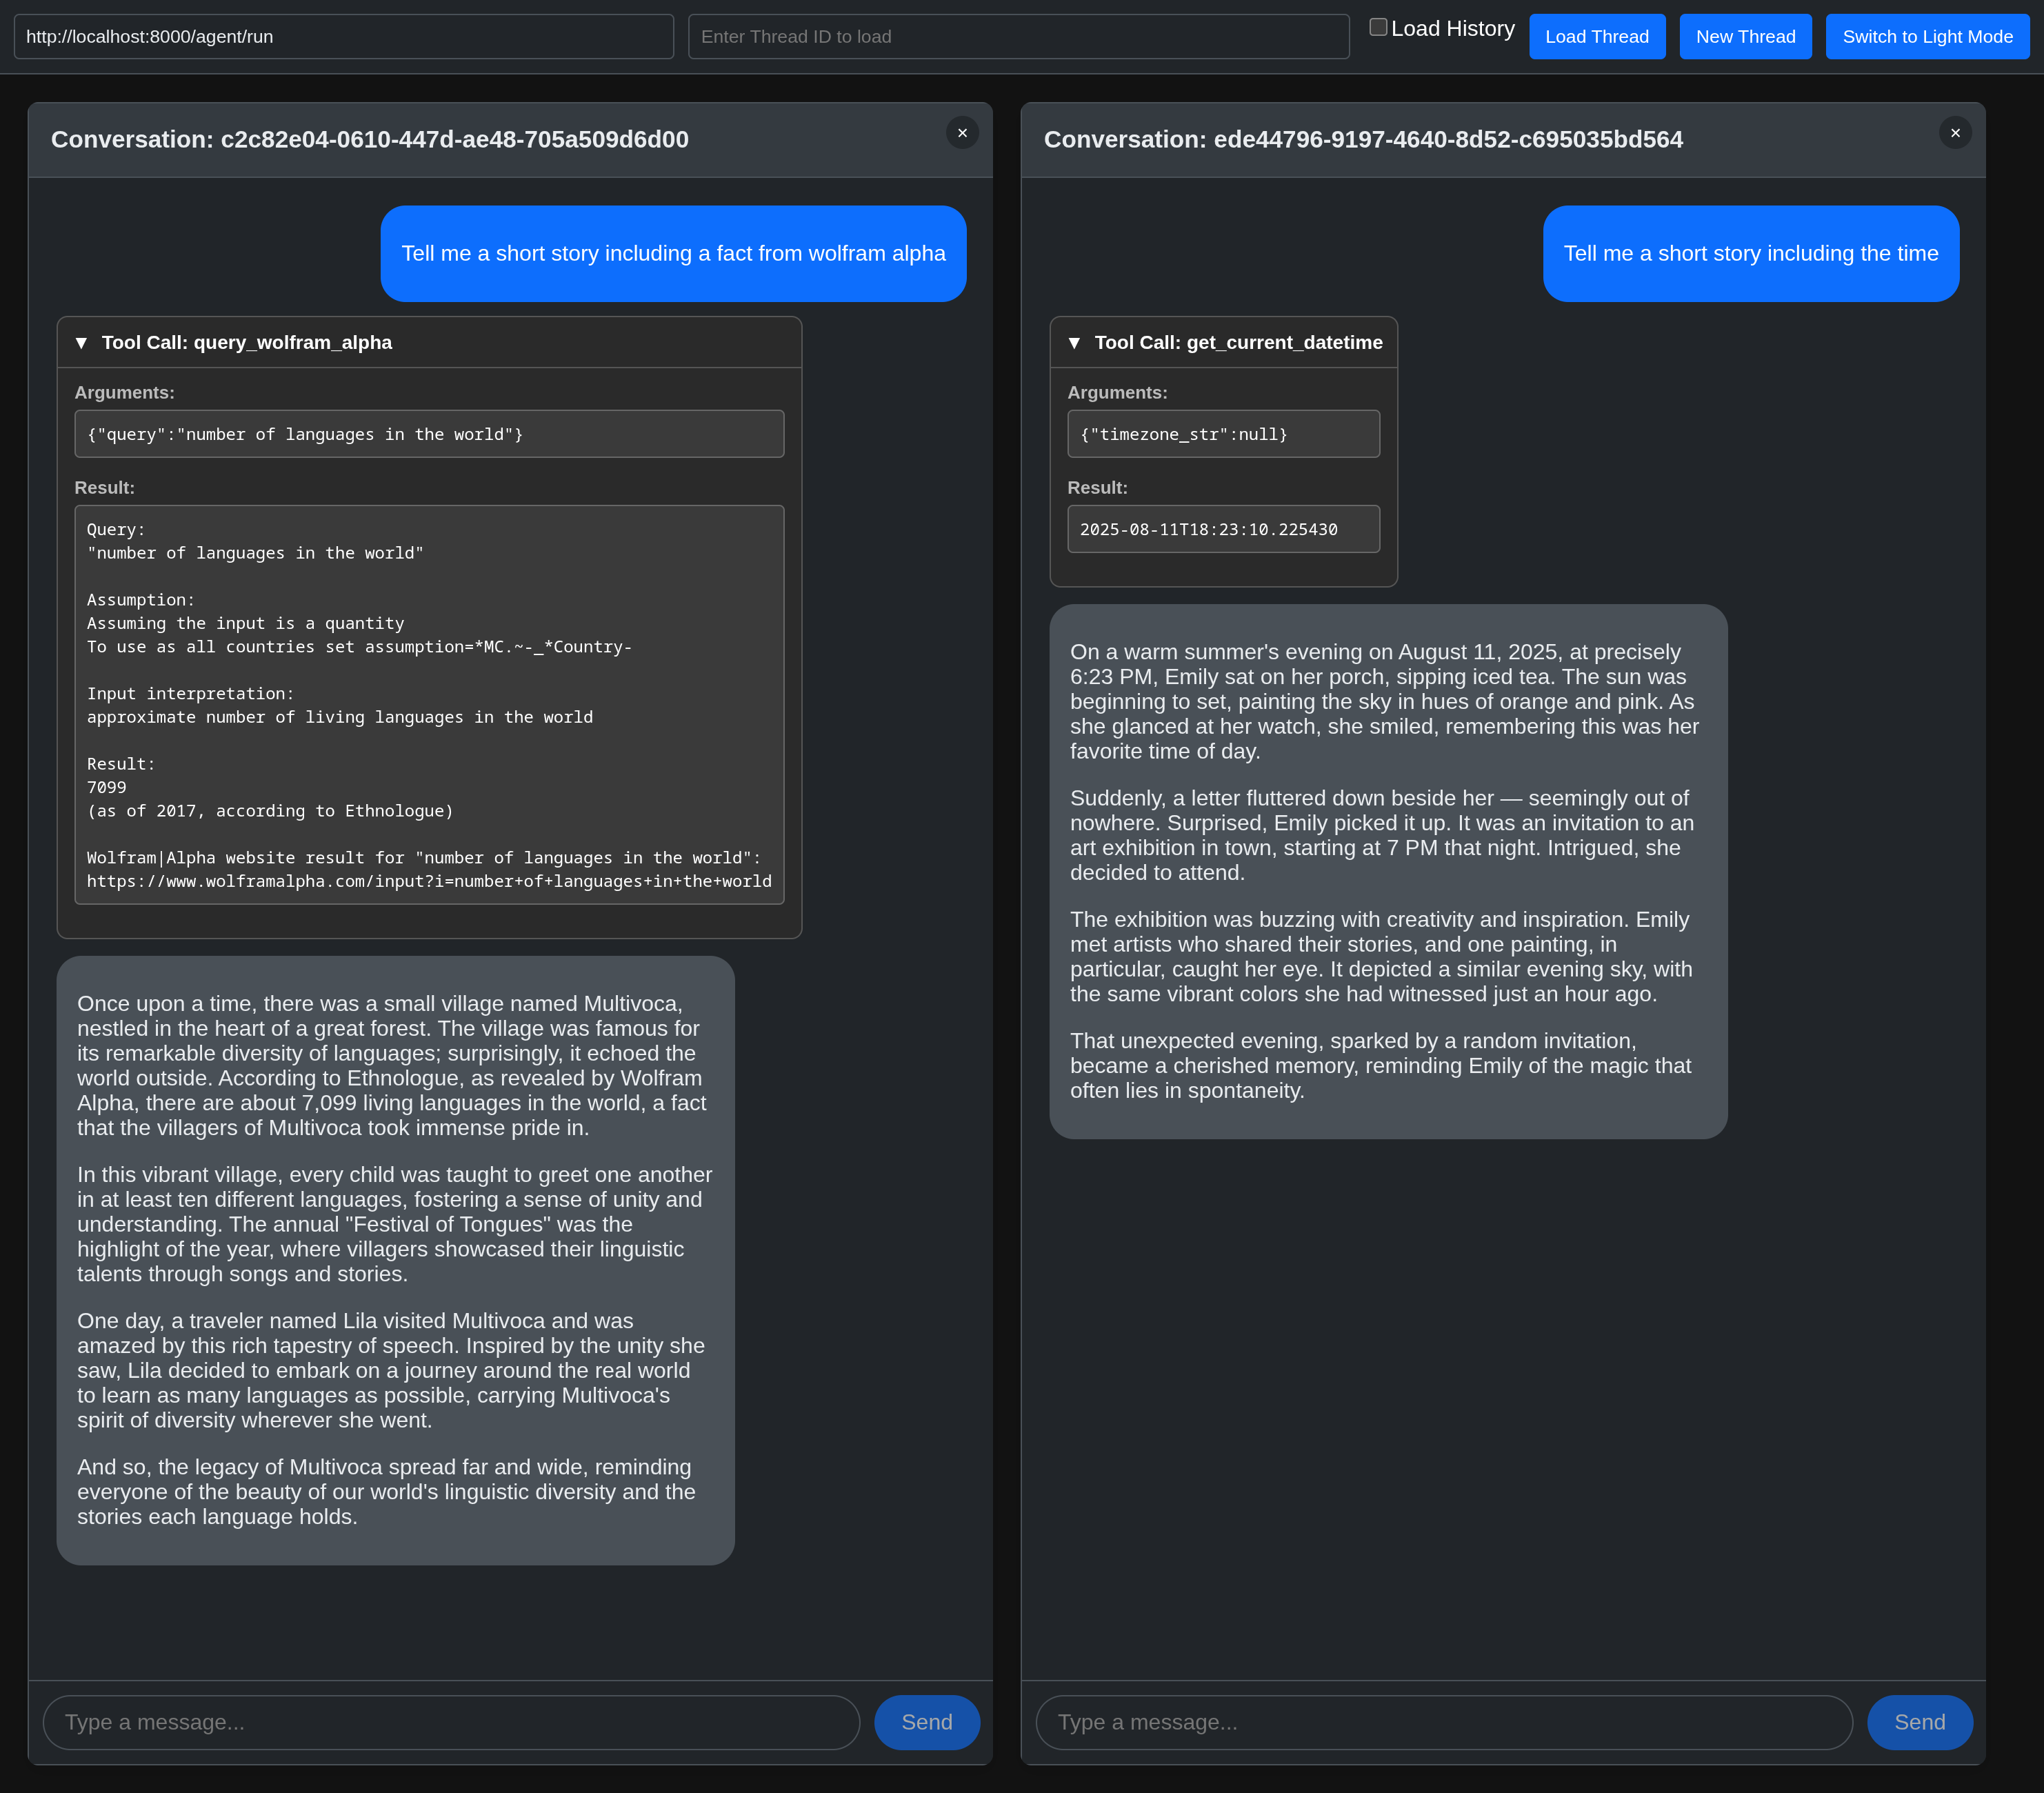 http://localhost:8000/agent/run
Enter Thread ID to load
Load History
Load Thread
New Thread
Switch to Light Mode
Conversation: c2c82e04-0610-447d-ae48-705a509d6d00
×
Tell me a short story including a fact from wolfram alpha
▼ Tool Call: query_wolfram_alpha
Arguments:
{"query":"number of languages in the world"}
Result:
Query:
"number of languages in the world"
Assumption:
Assuming the input is a quantity
To use as all countries set assumption=*MC.~-_*Country-
Input interpretation:
approximate number of living languages in the world
Result:
7099
(as of 2017, according to Ethnologue)
Wolfram|Alpha website result for "number of languages in the world":
https://www.wolframalpha.com/input?i=number+of+languages+in+the+world
Once upon a time, there was a small village named Multivoca,
nestled in the heart of a great forest. The village was famous for
its remarkable diversity of languages; surprisingly, it echoed the
world outside. According to Ethnologue, as revealed by Wolfram
Alpha, there are about 7,099 living languages in the world, a fact
that the villagers of Multivoca took immense pride in.
In this vibrant village, every child was taught to greet one another
in at least ten different languages, fostering a sense of unity and
understanding. The annual "Festival of Tongues" was the
highlight of the year, where villagers showcased their linguistic
talents through songs and stories.
One day, a traveler named Lila visited Multivoca and was
amazed by this rich tapestry of speech. Inspired by the unity she
saw, Lila decided to embark on a journey around the real world
to learn as many languages as possible, carrying Multivoca's
spirit of diversity wherever she went.
And so, the legacy of Multivoca spread far and wide, reminding
everyone of the beauty of our world's linguistic diversity and the
stories each language holds.
Type a message...
Send
Conversation: ede44796-9197-4640-8d52-c695035bd564
×
Tell me a short story including the time
▼ Tool Call: get_current_datetime
Arguments:
{"timezone_str":null}
Result:
2025-08-11T18:23:10.225430
On a warm summer's evening on August 11, 2025, at precisely
6:23 PM, Emily sat on her porch, sipping iced tea. The sun was
beginning to set, painting the sky in hues of orange and pink. As
she glanced at her watch, she smiled, remembering this was her
favorite time of day.
Suddenly, a letter fluttered down beside her — seemingly out of
nowhere. Surprised, Emily picked it up. It was an invitation to an
art exhibition in town, starting at 7 PM that night. Intrigued, she
decided to attend.
The exhibition was buzzing with creativity and inspiration. Emily
met artists who shared their stories, and one painting, in
particular, caught her eye. It depicted a similar evening sky, with
the same vibrant colors she had witnessed just an hour ago.
That unexpected evening, sparked by a random invitation,
became a cherished memory, reminding Emily of the magic that
often lies in spontaneity.
Type a message...
Send